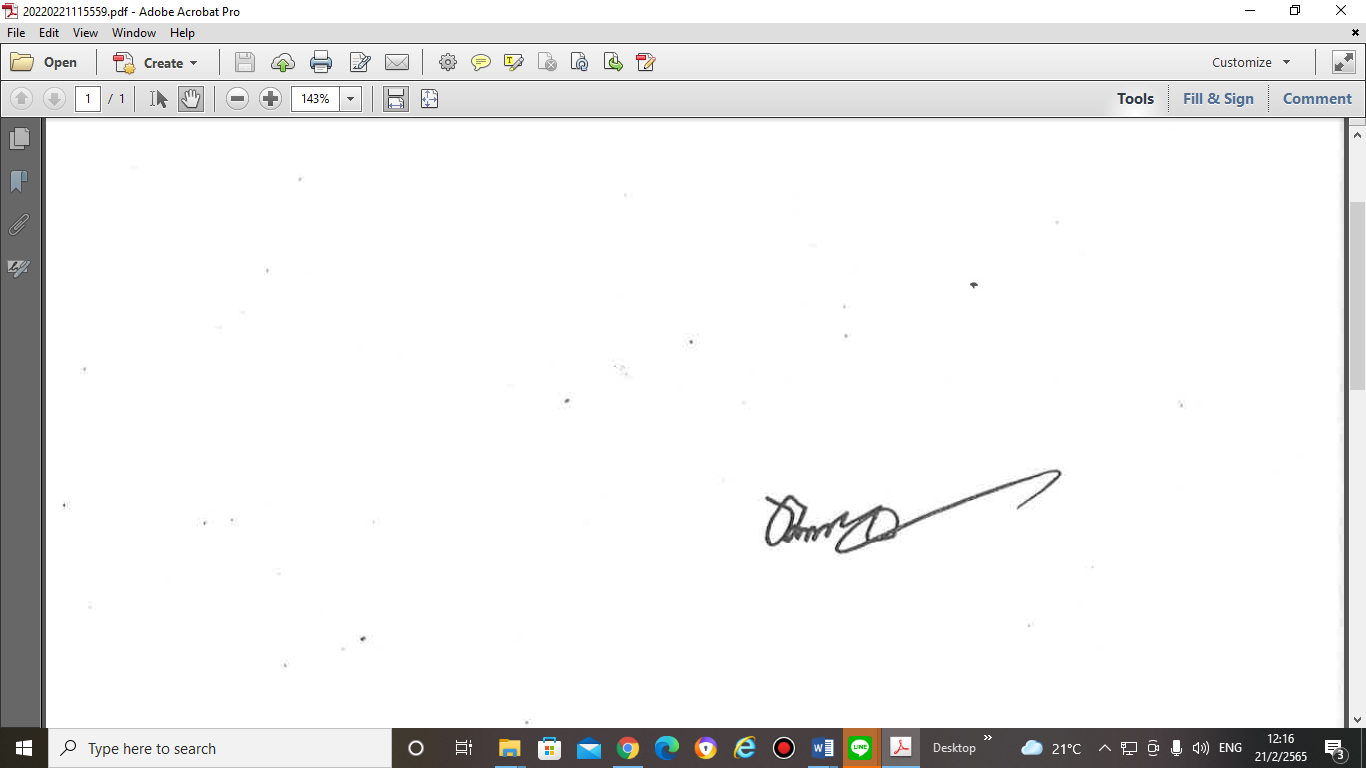 20220221115559.pdf - Adobe Acrobat Pro
File Edit View Window Help
Open Create Customize
1 / 1 143% Tools Fill & Sign Comment
Type here to search Desktop 21°C ENG 12:16
21/2/2565 3